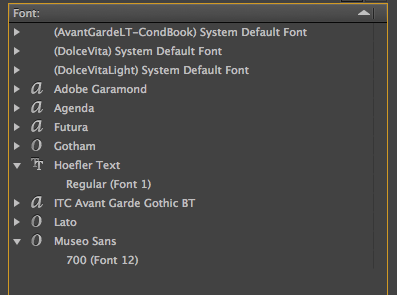 Font:
(AvantGardeLT-CondBook) System Default Font
(DolceVita) System Default Font
(DolceVitaLight) System Default Font
Adobe Garamond
Agenda
Futura
Gotham
Hoefler Text
Regular (Font 1)
ITC Avant Garde Gothic BT
Lato
Museo Sans
700 (Font 12)